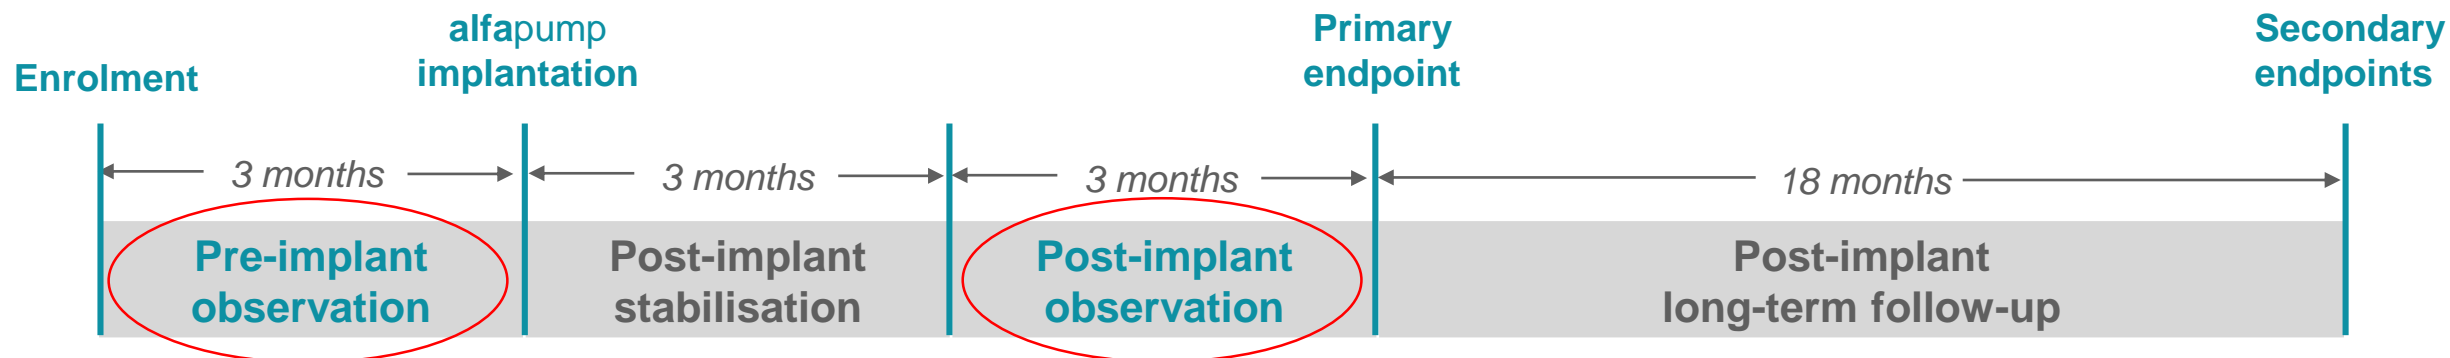 Enrolment
alfapump
implantation
Primary
endpoint
Secondary
endpoints
3 months
3 months
3 months
18 months
Pre-implant
observation
Post-implant
stabilisation
Post-implant
observation
Post-implant
long-term follow-up